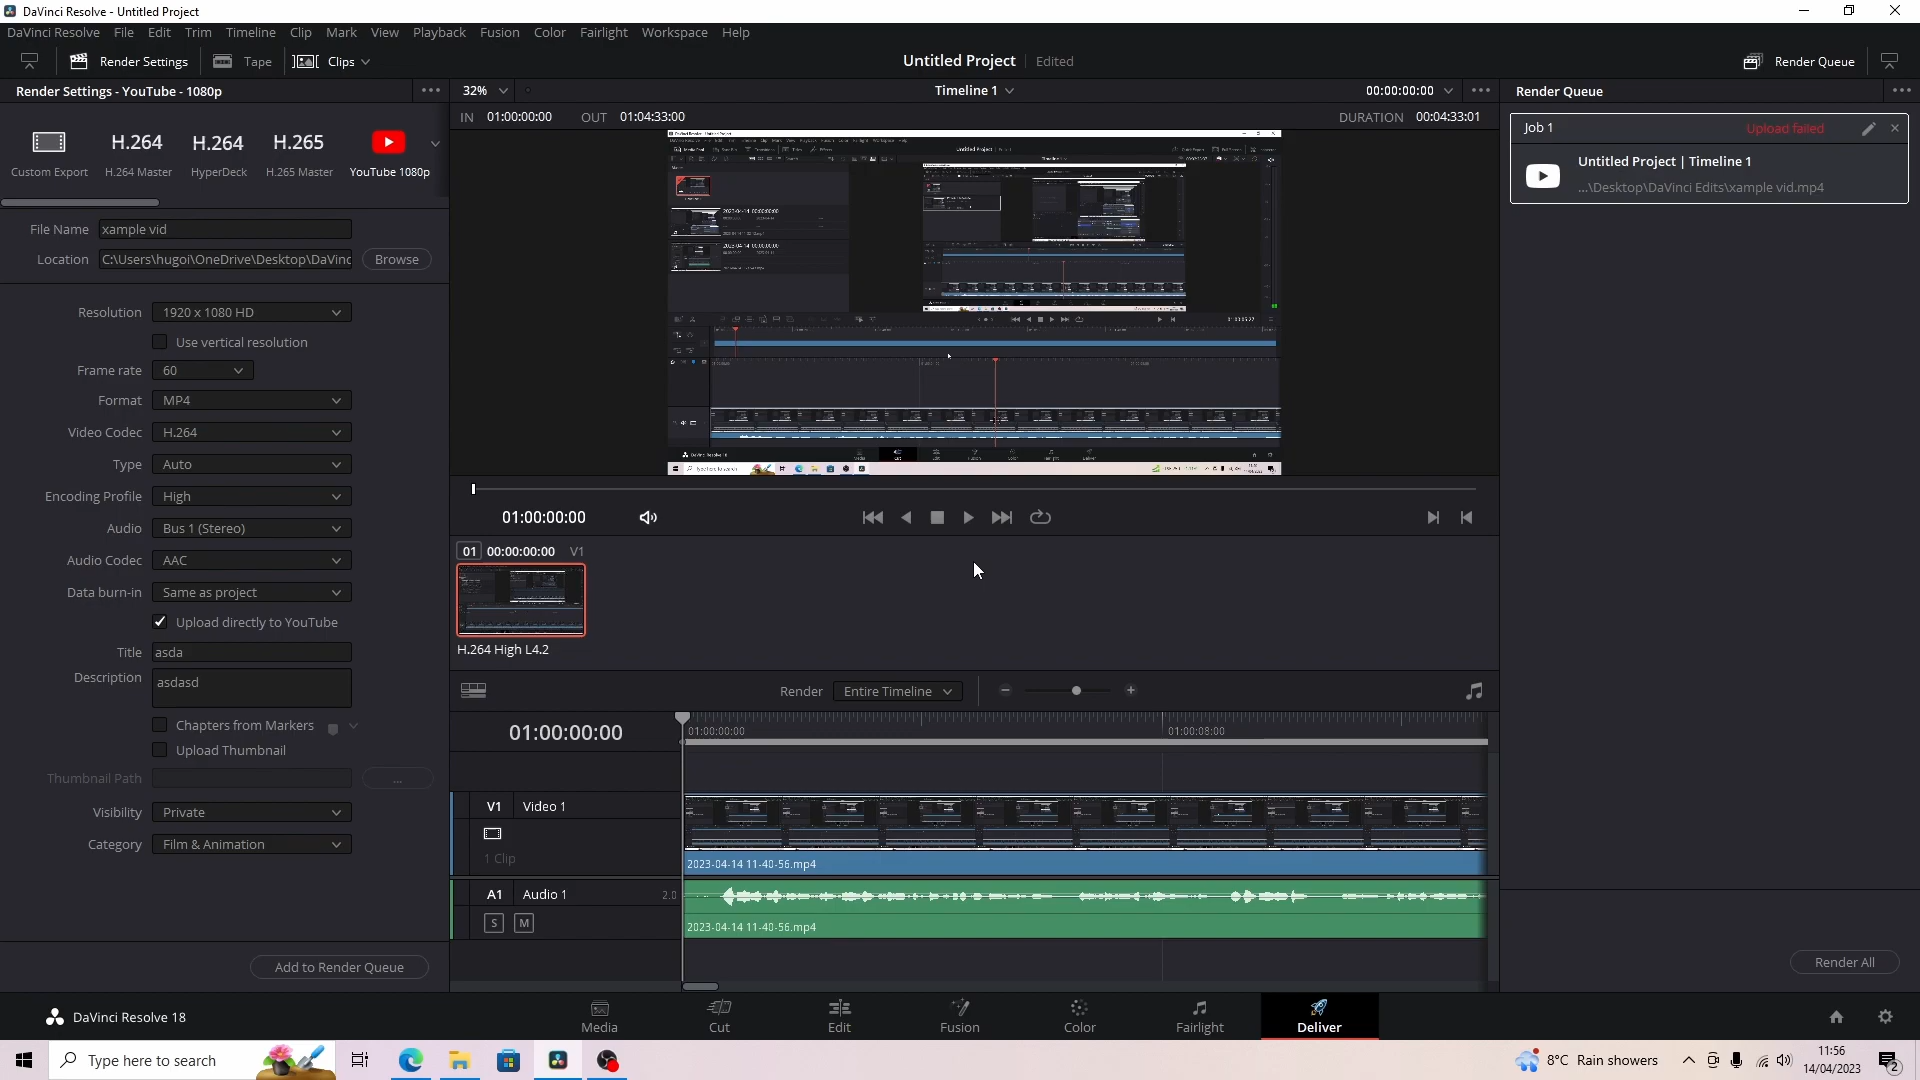 DaVinci Resolve - Untitled Project
DaVinci Resolve File Edit Trim Timeline Clip Mark View Playback Fusion Color Fairlight Workspace Help
Render Settings Tape Clips Untitled Project Edited Render Queue
Render Settings - YouTube - 1080p 32% Timeline 1 00:00:00:00 Render Queue
IN 01:00:00:00 OUT 01:04:33:00 DURATION 00:04:33:01
Job 1 Upload failed
Untitled Project | Timeline 1
...\Desktop\DaVinci Edits\xample vid.mp4
H.264 H.264 H.265
Custom Export H.264 Master HyperDeck H.265 Master YouTube 1080p
File Name xample vid
Location C:\Users\hugoi\OneDrive\Desktop\DaVinc Browse
Resolution 1920 x 1080 HD
Use vertical resolution
Frame rate 60
Format MP4
Video Codec H.264
Type Auto
Encoding Profile High
Audio Bus 1 (Stereo)
Audio Codec AAC
Data burn-in Same as project
Upload directly to YouTube
Title asda
Description asdasd
Chapters from Markers
Upload Thumbnail
Thumbnail Path ...
Visibility Private
Category Film & Animation
Add to Render Queue
01:00:00:00
01 00:00:00:00 V1
H.264 High L4.2
Render Entire Timeline
01:00:00:00 01:00:00:00 01:00:08:00
V1 Video 1
1 Clip
2023-04-14 11-40-56.mp4
A1 Audio 1 2.0
S M
2023-04-14 11-40-56.mp4
Render All
DaVinci Resolve 18 Media Cut Edit Fusion Color Fairlight Deliver
Type here to search 8°C Rain showers 11:56
14/04/2023 2